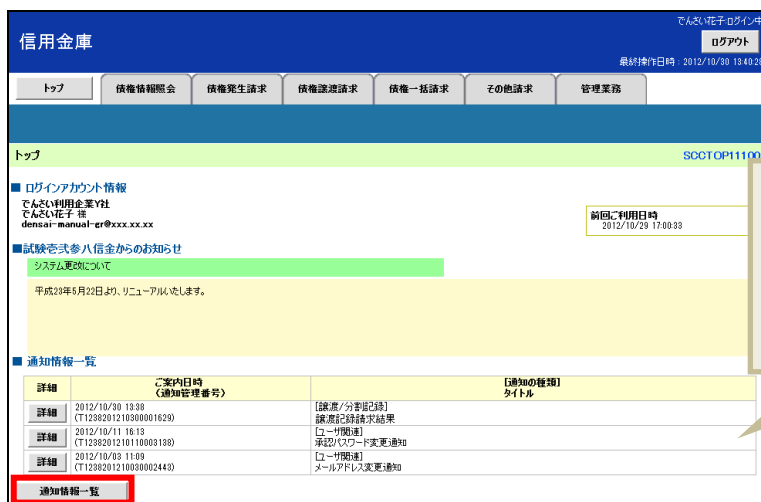 でんさい花子:ログイン中
信用金庫
ログアウト
最終操作日時：2012/10/30 13:40:28
トップ 債権情報照会 債権発生請求 債権譲渡請求 債権一括請求 その他請求 管理業務
トップ SCCTOP11100
■ ログインアカウント情報
でんさい利用企業Y社
でんさい花子 様
densai-manual-gr@xxx.xx.xx
前回ご利用日時
2012/10/29 17:00:33
■試験壱弐参八信金からのお知らせ
システム更改について
平成23年5月22日より、リニューアルいたします。
■ 通知情報一覧
詳細 ご案内日時 [通知の種類]
（通知管理番号） タイトル
詳細 2012/10/30 13:38 [譲渡/分割記録]
(T1238201210300001629) 譲渡記録請求結果
詳細 2012/10/11 16:13 [ユーザ関連]
(T1238201210110003138) 承認パスワード変更通知
詳細 2012/10/03 11:09 [ユーザ関連]
(T1238201210030002443) メールアドレス変更通知
通知情報一覧